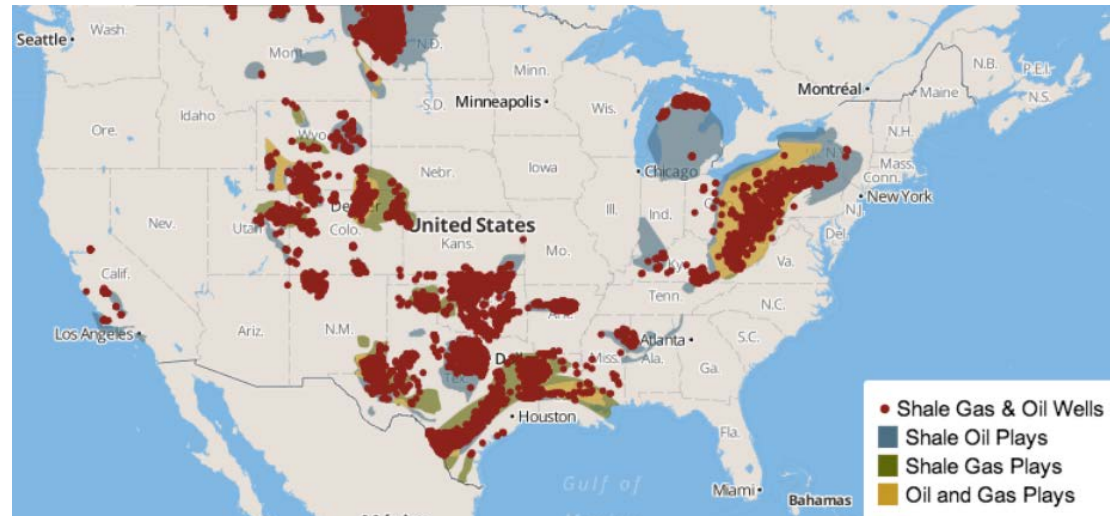 Seattle
Wash.
Mont.
N.D.
Minn.
Montréal
N.B.
P.E.I.
Maine
N.S.
Ore.
Idaho
S.D.
Minneapolis
Wis.
N.H.
Wyo.
Mass.
Conn.
Nebr.
Iowa
Chicago
New York
Nev.
Utah
Colo.
United States
Ill.
Ind.
N.J.
Del.
Calif.
Kans.
Mo.
Ky.
Va.
Los Angeles
Ariz.
N.M.
Ark.
Tenn.
N.C.
Atlanta
S.C.
Tex.
Miss.
Ala.
Ga.
Houston
Fla.
Gulf of
Miami
Bahamas
Shale Gas & Oil Wells
Shale Oil Plays
Shale Gas Plays
Oil and Gas Plays